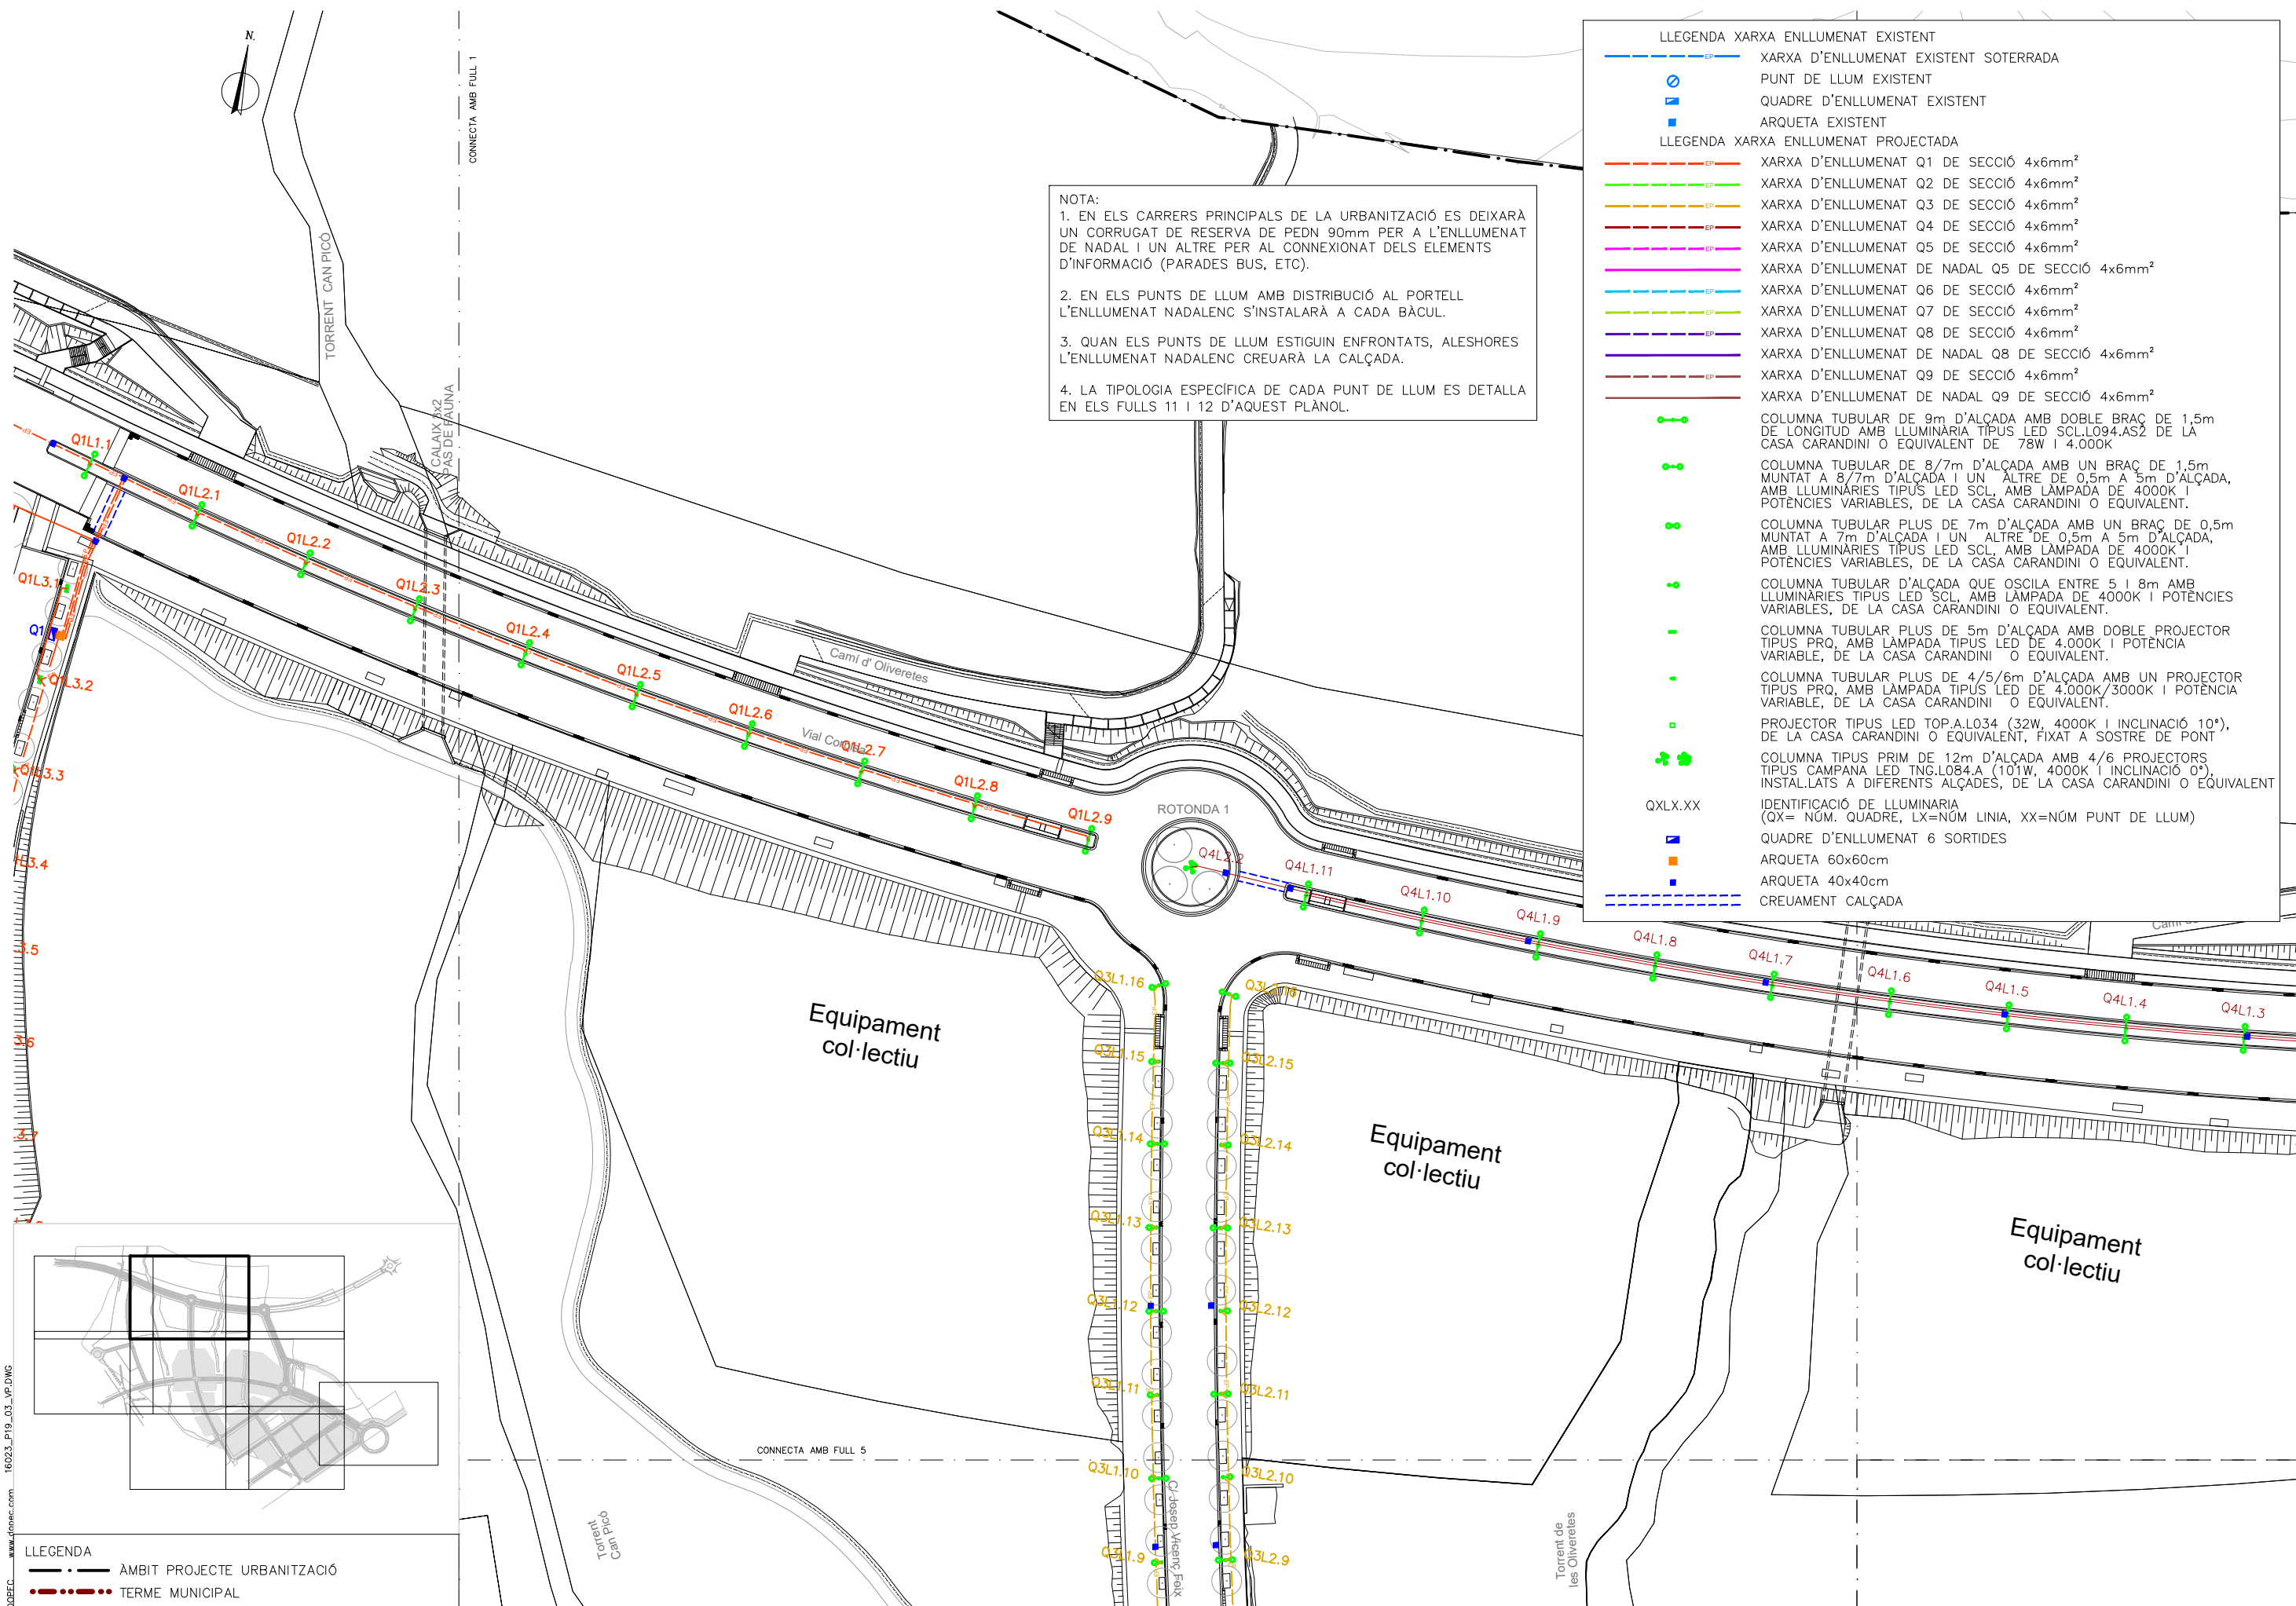 N.
CONNECTA AMB FULL 1
TORRENT CAN PICÓ
CALAIX 3x2
PAS DE FAUNA
LLEGENDA XARXA ENLLUMENAT EXISTENT
XARXA D'ENLLUMENAT EXISTENT SOTERRADA
PUNT DE LLUM EXISTENT
QUADRE D'ENLLUMENAT EXISTENT
ARQUETA EXISTENT
LLEGENDA XARXA ENLLUMENAT PROJECTADA
XARXA D'ENLLUMENAT Q1 DE SECCIÓ 4x6mm²
XARXA D'ENLLUMENAT Q2 DE SECCIÓ 4x6mm²
XARXA D'ENLLUMENAT Q3 DE SECCIÓ 4x6mm²
XARXA D'ENLLUMENAT Q4 DE SECCIÓ 4x6mm²
XARXA D'ENLLUMENAT Q5 DE SECCIÓ 4x6mm²
XARXA D'ENLLUMENAT DE NADAL Q5 DE SECCIÓ 4x6mm²
XARXA D'ENLLUMENAT Q6 DE SECCIÓ 4x6mm²
XARXA D'ENLLUMENAT Q7 DE SECCIÓ 4x6mm²
XARXA D'ENLLUMENAT Q8 DE SECCIÓ 4x6mm²
XARXA D'ENLLUMENAT DE NADAL Q8 DE SECCIÓ 4x6mm²
XARXA D'ENLLUMENAT Q9 DE SECCIÓ 4x6mm²
XARXA D'ENLLUMENAT DE NADAL Q9 DE SECCIÓ 4x6mm²
COLUMNA TUBULAR DE 9m D'ALÇADA AMB DOBLE BRAÇ DE 1,5m
DE LONGITUD AMB LLUMINÀRIA TIPUS LED SCL.L094.AS2 DE LA
CASA CARANDINI O EQUIVALENT DE 78W I 4.000K
COLUMNA TUBULAR DE 8/7m D'ALÇADA AMB UN BRAÇ DE 1,5m
MUNTAT A 8/7m D'ALÇADA I UN ALTRE DE 0,5m A 5m D'ALÇADA,
AMB LLUMINÀRIES TIPUS LED SCL, AMB LÀMPADA DE 4000K I
POTÈNCIES VARIABLES, DE LA CASA CARANDINI O EQUIVALENT.
COLUMNA TUBULAR PLUS DE 7m D'ALÇADA AMB UN BRAÇ DE 0,5m
MUNTAT A 7m D'ALÇADA I UN ALTRE DE 0,5m A 5m D'ALÇADA,
AMB LLUMINÀRIES TIPUS LED SCL, AMB LÀMPADA DE 4000K I
POTÈNCIES VARIABLES, DE LA CASA CARANDINI O EQUIVALENT.
COLUMNA TUBULAR D'ALÇADA QUE OSCILA ENTRE 5 I 8m AMB
LLUMINÀRIES TIPUS LED SCL, AMB LÀMPADA DE 4000K I POTÈNCIES
VARIABLES, DE LA CASA CARANDINI O EQUIVALENT.
COLUMNA TUBULAR PLUS DE 5m D'ALÇADA AMB DOBLE PROJECTOR
TIPUS PRQ, AMB LÀMPADA TIPUS LED DE 4.000K I POTÈNCIA
VARIABLE, DE LA CASA CARANDINI O EQUIVALENT.
COLUMNA TUBULAR PLUS DE 4/5/6m D'ALÇADA AMB UN PROJECTOR
TIPUS PRQ, AMB LÀMPADA TIPUS LED DE 4.000K/3000K I POTÈNCIA
VARIABLE, DE LA CASA CARANDINI O EQUIVALENT.
PROJECTOR TIPUS LED TOP.A.L034 (32W, 4000K I INCLINACIÓ 10°),
DE LA CASA CARANDINI O EQUIVALENT, FIXAT A SOSTRE DE PONT
COLUMNA TIPUS PRIM DE 12m D'ALÇADA AMB 4/6 PROJECTORS
TIPUS CAMPANA LED TNG.L084.A (101W, 4000K I INCLINACIÓ 0°),
INSTAL.LATS A DIFERENTS ALÇADES, DE LA CASA CARANDINI O EQUIVALENT
QXLX.XX IDENTIFICACIÓ DE LLUMINARIA
(QX= NÚM. QUADRE, LX=NÚM LINIA, XX=NÚM PUNT DE LLUM)
QUADRE D'ENLLUMENAT 6 SORTIDES
ARQUETA 60x60cm
ARQUETA 40x40cm
CREUAMENT CALÇADA
NOTA:
1. EN ELS CARRERS PRINCIPALS DE LA URBANITZACIÓ ES DEIXARÀ
UN CORRUGAT DE RESERVA DE PEDN 90mm PER A L'ENLLUMENAT
DE NADAL I UN ALTRE PER AL CONNEXIONAT DELS ELEMENTS
D'INFORMACIÓ (PARADES BUS, ETC).
2. EN ELS PUNTS DE LLUM AMB DISTRIBUCIÓ AL PORTELL
L'ENLLUMENAT NADALENC S'INSTALARÀ A CADA BÀCUL.
3. QUAN ELS PUNTS DE LLUM ESTIGUIN ENFRONTATS, ALESHORES
L'ENLLUMENAT NADALENC CREUARÀ LA CALÇADA.
4. LA TIPOLOGIA ESPECÍFICA DE CADA PUNT DE LLUM ES DETALLA
EN ELS FULLS 11 I 12 D'AQUEST PLÀNOL.
Q1L1.1
Q1L2.1
Q1L2.2
Q1L2.3
Q1L2.4
Q1L2.5
Q1L2.6
Q1L2.7
Q1L2.8
Q1L2.9
Q1L3.1
Q1
Q1L3.2
Q1L3.3
L3.4
3.5
3.6
3.7
Camí d' Oliveretes
Vial Cornisa
ROTONDA 1
Q4L2.2
Q4L1.11
Q4L1.10
Q4L1.9
Q4L1.8
Q4L1.7
Q4L1.6
Q4L1.5
Q4L1.4
Q4L1.3
Q3L1.16
Q3L2.16
Q3L1.15
Q3L2.15
Q3L1.14
Q3L2.14
Q3L1.13
Q3L2.13
Q3L1.12
Q3L2.12
Q3L1.11
Q3L2.11
Q3L1.10
Q3L2.10
Q3L1.9
Q3L2.9
Equipament
col·lectiu
Equipament
col·lectiu
Equipament
col·lectiu
CONNECTA AMB FULL 5
C/ Josep Vicenç Foix
Torrent
Can Picó
Torrent de
les Oliveretes
LLEGENDA
ÀMBIT PROJECTE URBANITZACIÓ
TERME MUNICIPAL
DOPEC www.dopec.com 16023_P19_03_VP.DWG